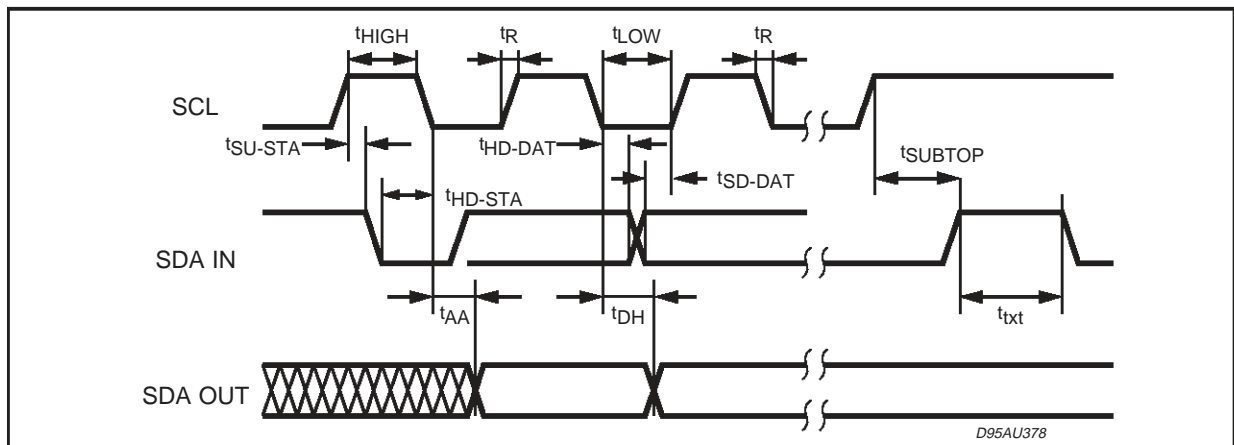 tHIGH tR tLOW tR
SCL
tSU-STA tHD-DAT tSUBTOP
tSD-DAT
tHD-STA
SDA IN
tAA tDH ttxt
SDA OUT
D95AU378